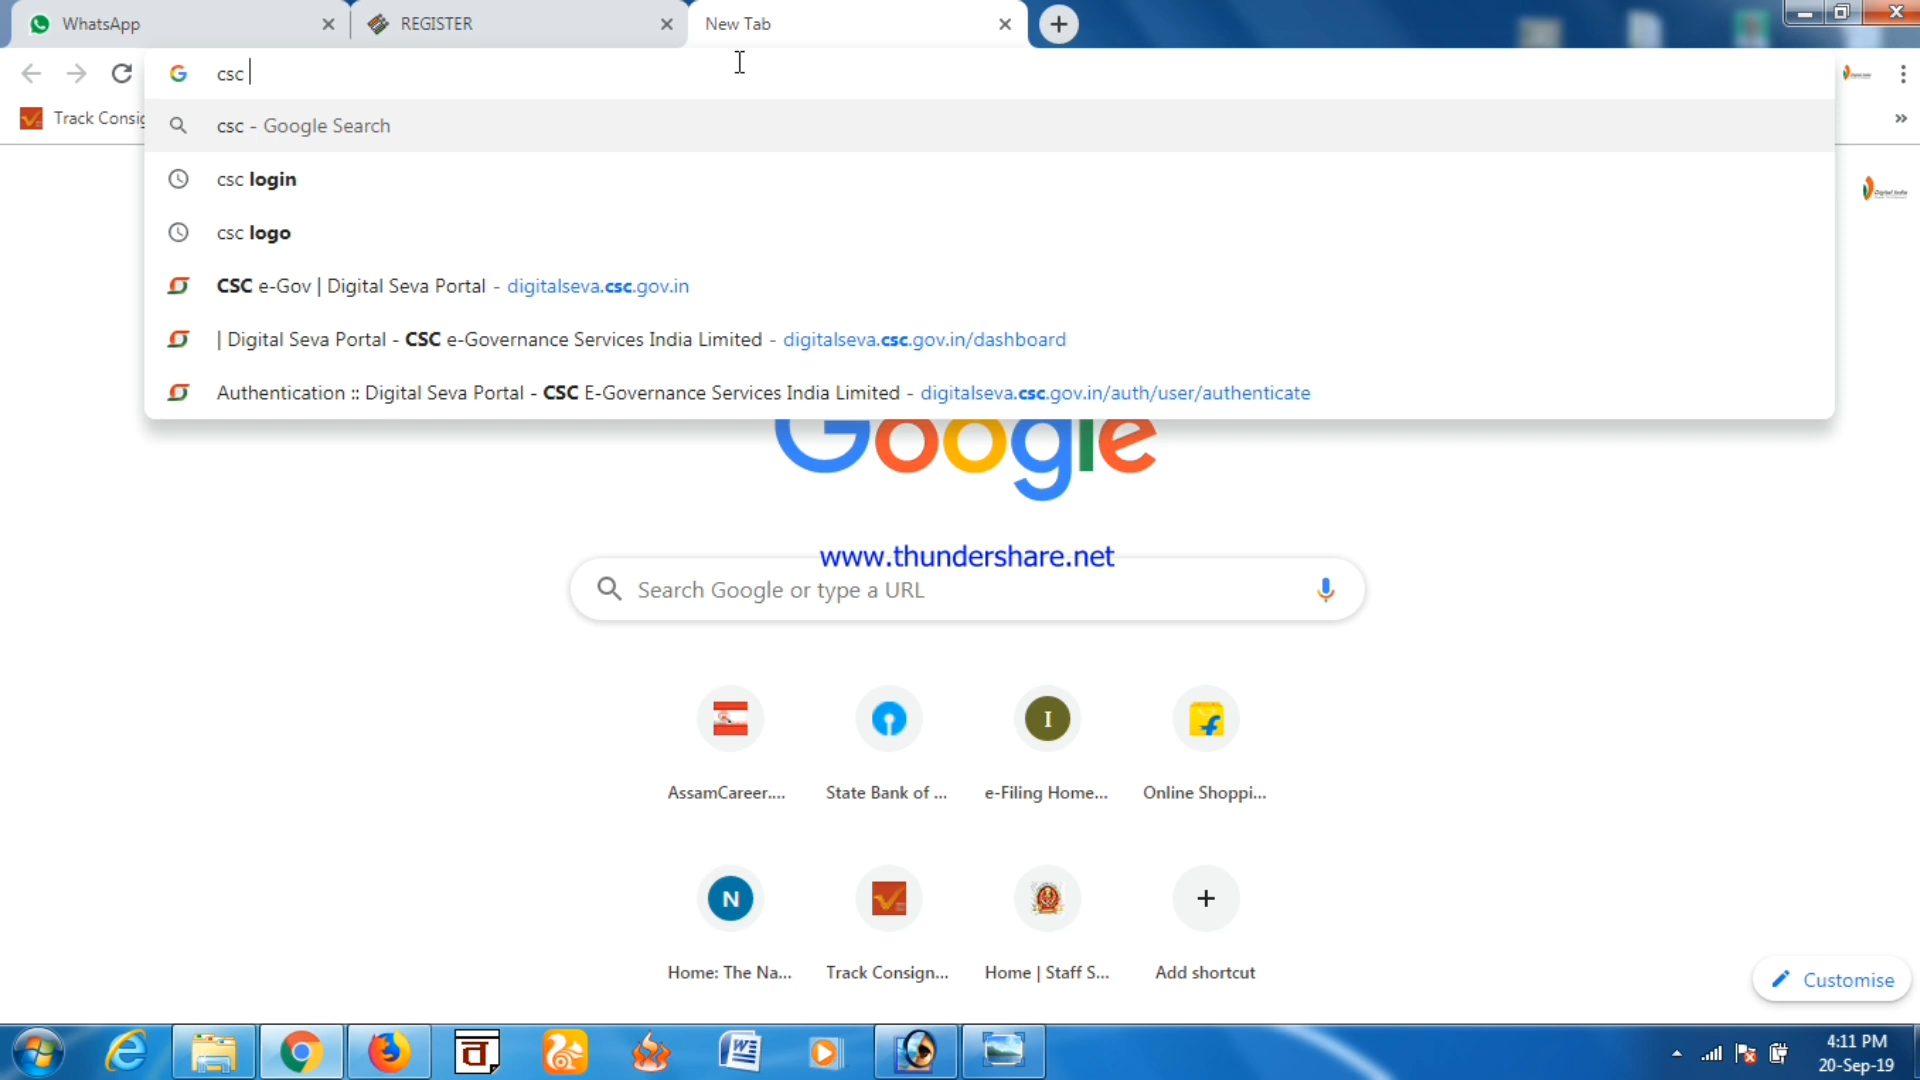 WhatsApp
REGISTER
New Tab
csc
Track Consig
csc - Google Search
csc login
csc logo
CSC e-Gov | Digital Seva Portal - digitalseva.csc.gov.in
| Digital Seva Portal - CSC e-Governance Services India Limited - digitalseva.csc.gov.in/dashboard
Authentication :: Digital Seva Portal - CSC E-Governance Services India Limited - digitalseva.csc.gov.in/auth/user/authenticate
Google
www.thundershare.net
Search Google or type a URL
I
AssamCareer....
State Bank of ...
e-Filing Home...
Online Shoppi...
N
Home: The Na...
Track Consign...
Home | Staff S...
Add shortcut
Customise
4:11 PM
20-Sep-19